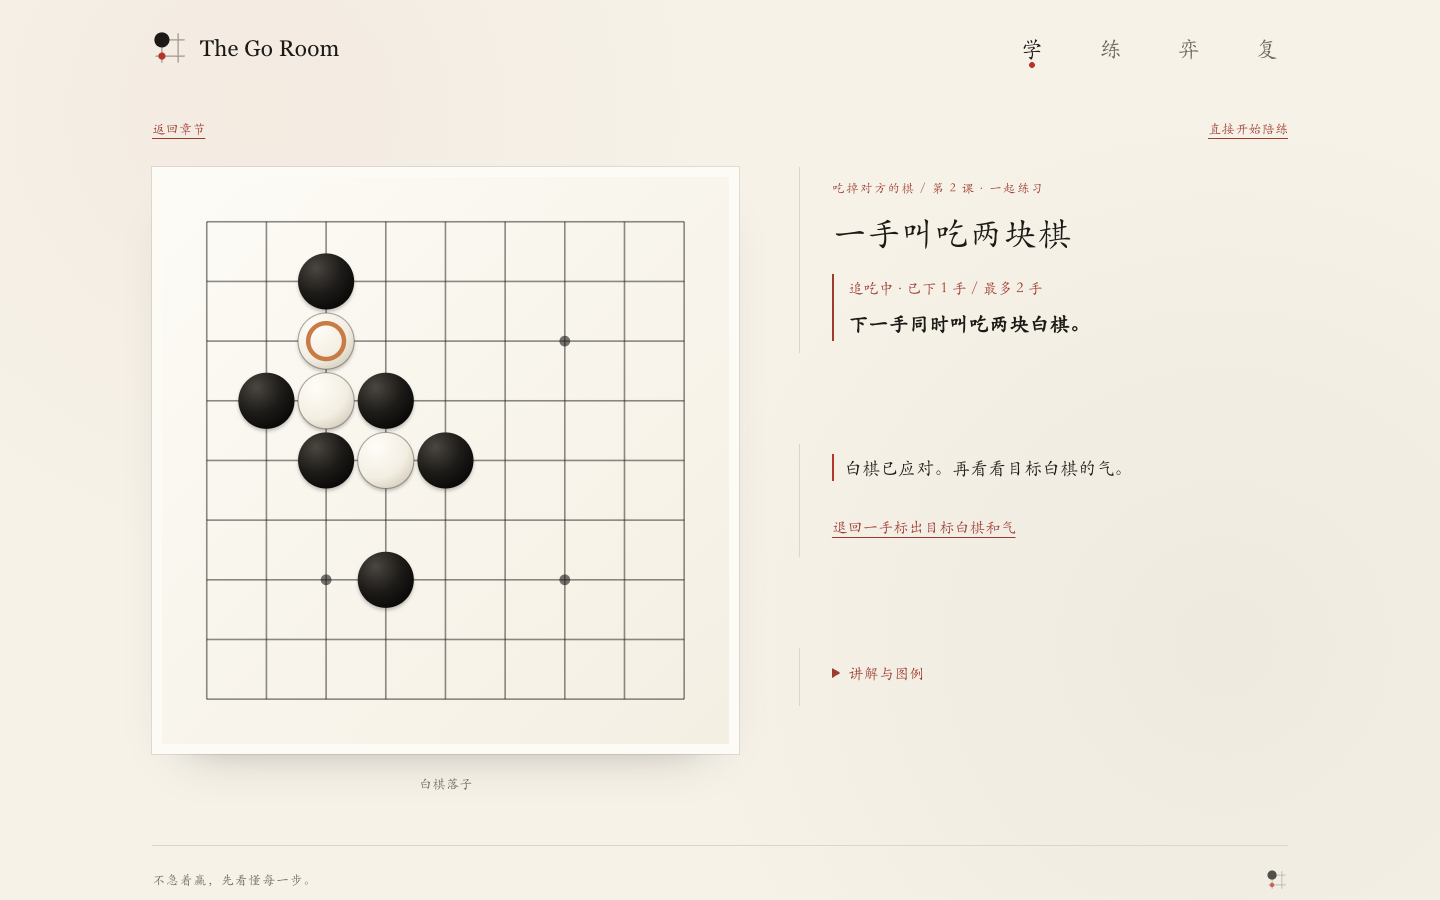 The Go Room
学 练 弈 复
返回章节
直接开始陪练
吃掉对方的棋 / 第 2 课 · 一起练习
一手叫吃两块棋
追吃中 · 已下 1 手 / 最多 2 手
下一手同时叫吃两块白棋。
白棋已应对。再看看目标白棋的气。
退回一手标出目标白棋和气
讲解与图例
白棋落子
不急着赢，先看懂每一步。